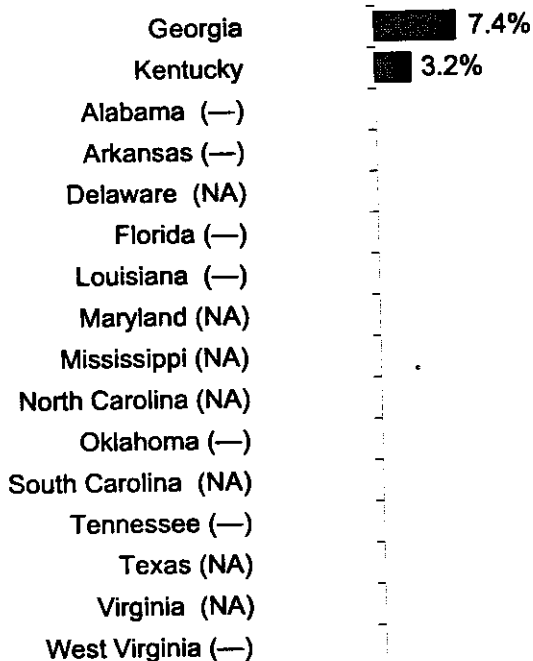 Georgia 7.4%
Kentucky 3.2%
Alabama (—)
Arkansas (—)
Delaware (NA)
Florida (—)
Louisiana (—)
Maryland (NA)
Mississippi (NA)
North Carolina (NA)
Oklahoma (—)
South Carolina (NA)
Tennessee (—)
Texas (NA)
Virginia (NA)
West Virginia (—)